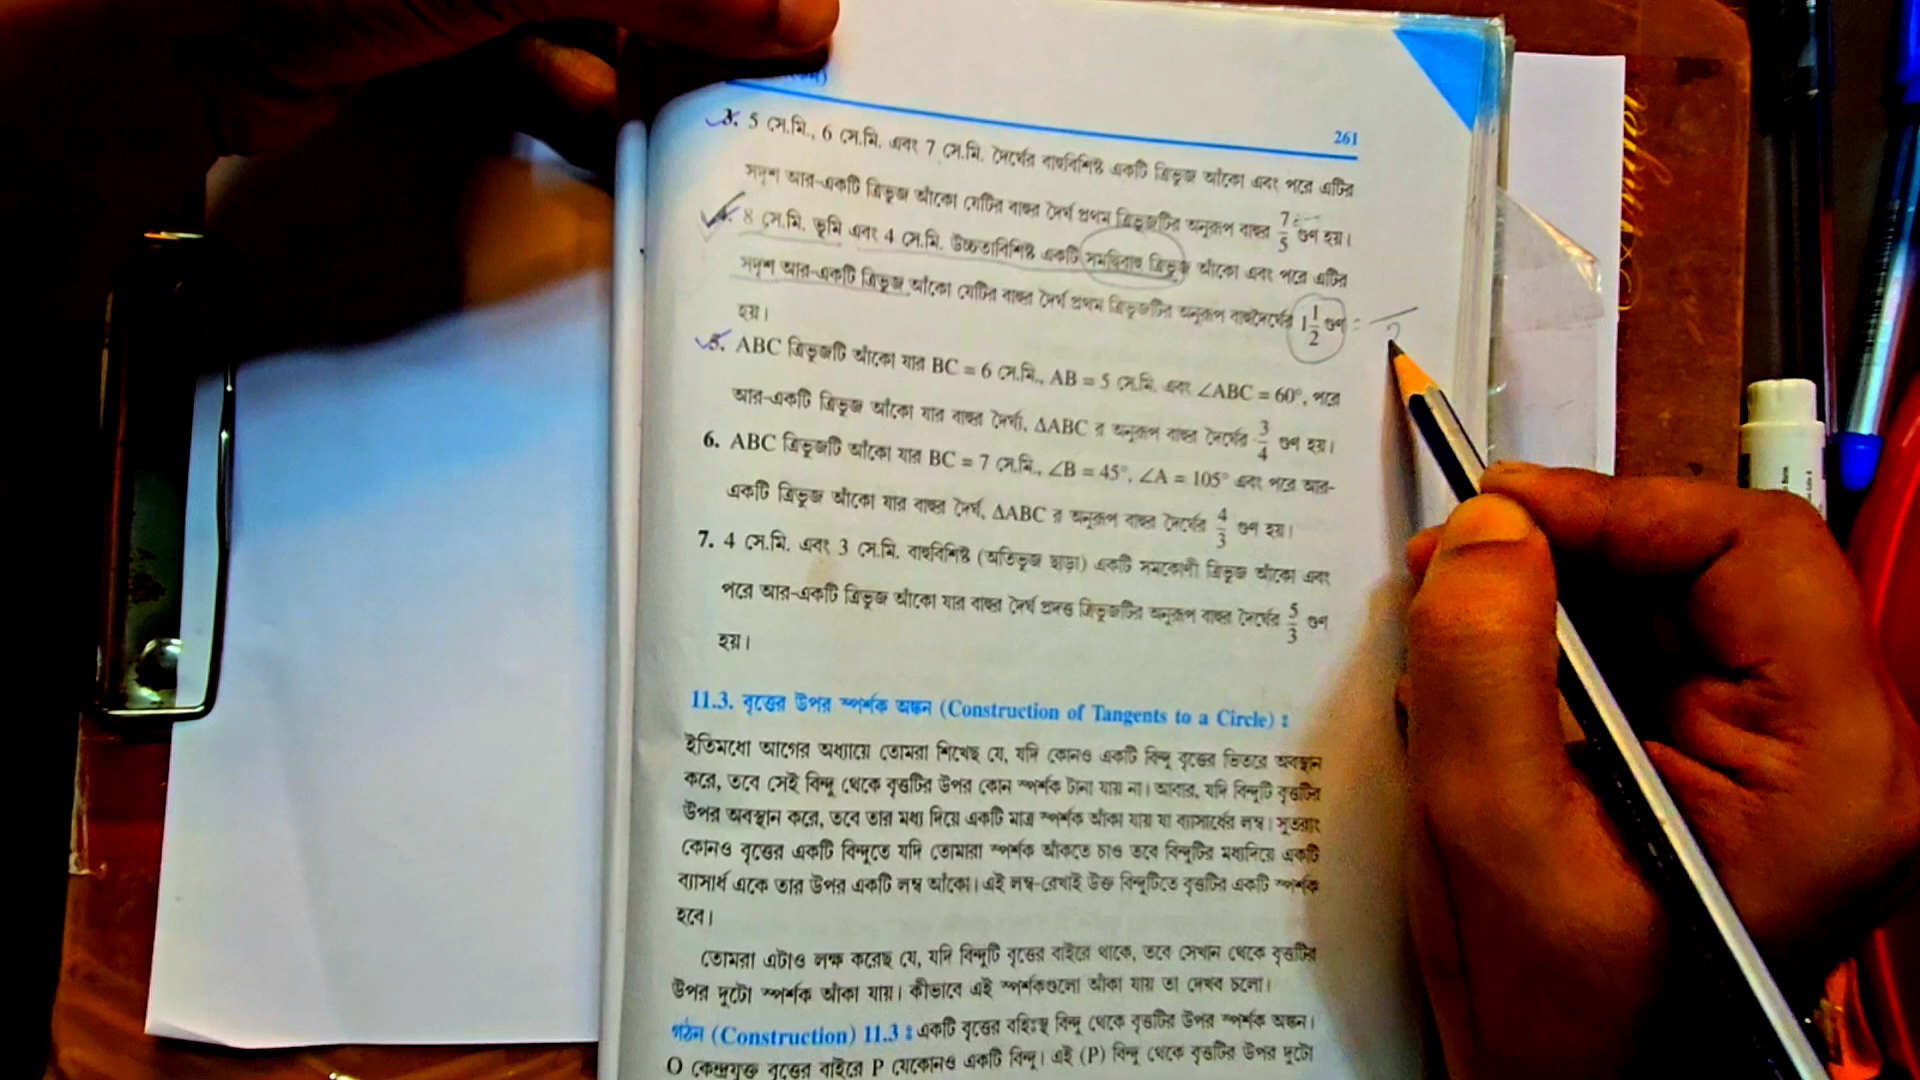 261
3. 5 সে.মি., 6 সে.মি. এবং 7 সে.মি. দৈর্ঘের বাহুবিশিষ্ট একটি ত্রিভুজ আঁকো এবং পরে এটির
সদৃশ আর-একটি ত্রিভুজ আঁকো যেটির বাহুর দৈর্ঘ প্রথম ত্রিভুজটির অনুরূপ বাহুর 7/5 গুণ হয়।
4. 8 সে.মি. ভূমি এবং 4 সে.মি. উচ্চতাবিশিষ্ট একটি সমদ্বিবাহু ত্রিভুজ আঁকো এবং পরে এটির
সদৃশ আর-একটি ত্রিভুজ আঁকো যেটির বাহুর দৈর্ঘ প্রথম ত্রিভুজটির অনুরূপ বাহুদৈর্ঘের 1 1/2 গুণ =
হয়।
5. ABC ত্রিভুজটি আঁকো যার BC = 6 সে.মি., AB = 5 সে.মি. এবং ∠ABC = 60°, পরে
আর-একটি ত্রিভুজ আঁকো যার বাহুর দৈর্ঘ্য, ΔABC র অনুরূপ বাহুর দৈর্ঘের 3/4 গুণ হয়।
6. ABC ত্রিভুজটি আঁকো যার BC = 7 সে.মি., ∠B = 45°, ∠A = 105° এবং পরে আর-
একটি ত্রিভুজ আঁকো যার বাহুর দৈর্ঘ, ΔABC র অনুরূপ বাহুর দৈর্ঘের 4/3 গুণ হয়।
7. 4 সে.মি. এবং 3 সে.মি. বাহুবিশিষ্ট (অতিভুজ ছাড়া) একটি সমকোণী ত্রিভুজ আঁকো এবং
পরে আর-একটি ত্রিভুজ আঁকো যার বাহুর দৈর্ঘ প্রদত্ত ত্রিভুজটির অনুরূপ বাহুর দৈর্ঘের 5/3 গুণ
হয়।
11.3. বৃত্তের উপর স্পর্শক অঙ্কন (Construction of Tangents to a Circle) :
ইতিমধ্যে আগের অধ্যায়ে তোমরা শিখেছ যে, যদি কোনও একটি বিন্দু বৃত্তের ভিতরে অবস্থান
করে, তবে সেই বিন্দু থেকে বৃত্তটির উপর কোন স্পর্শক টানা যায় না। আবার, যদি বিন্দুটি বৃত্তটির
উপর অবস্থান করে, তবে তার মধ্য দিয়ে একটি মাত্র স্পর্শক আঁকা যায় যা ব্যাসার্ধের লম্ব। সুতরাং
কোনও বৃত্তের একটি বিন্দুতে যদি তোমারা স্পর্শক আঁকতে চাও তবে বিন্দুটির মধ্যদিয়ে একটি
ব্যাসার্ধ একে তার উপর একটি লম্ব আঁকো। এই লম্ব-রেখাই উক্ত বিন্দুটিতে বৃত্তটির একটি স্পর্শক
হবে।
তোমরা এটাও লক্ষ করেছ যে, যদি বিন্দুটি বৃত্তের বাইরে থাকে, তবে সেখান থেকে বৃত্তটির
উপর দুটো স্পর্শক আঁকা যায়। কীভাবে এই স্পর্শকগুলো আঁকা যায় তা দেখব চলো।
গঠন (Construction) 11.3 : একটি বৃত্তের বহিঃস্থ বিন্দু থেকে বৃত্তটির উপর স্পর্শক অঙ্কন।
O কেন্দ্রযুক্ত বৃত্তের বাইরে P যেকোনও একটি বিন্দু। এই (P) বিন্দু থেকে বৃত্তটির উপর দুটো